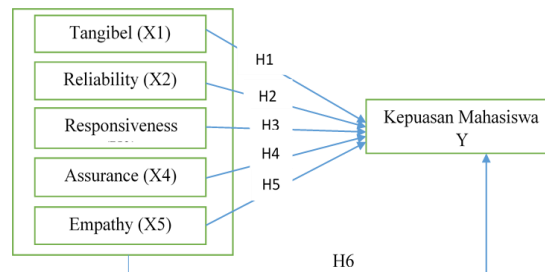 Tangibel (X1)
H1
Reliability (X2)
H2
Kepuasan Mahasiswa
Y
Responsiveness
H3
H4
Assurance (X4)
H5
Empathy (X5)
H6